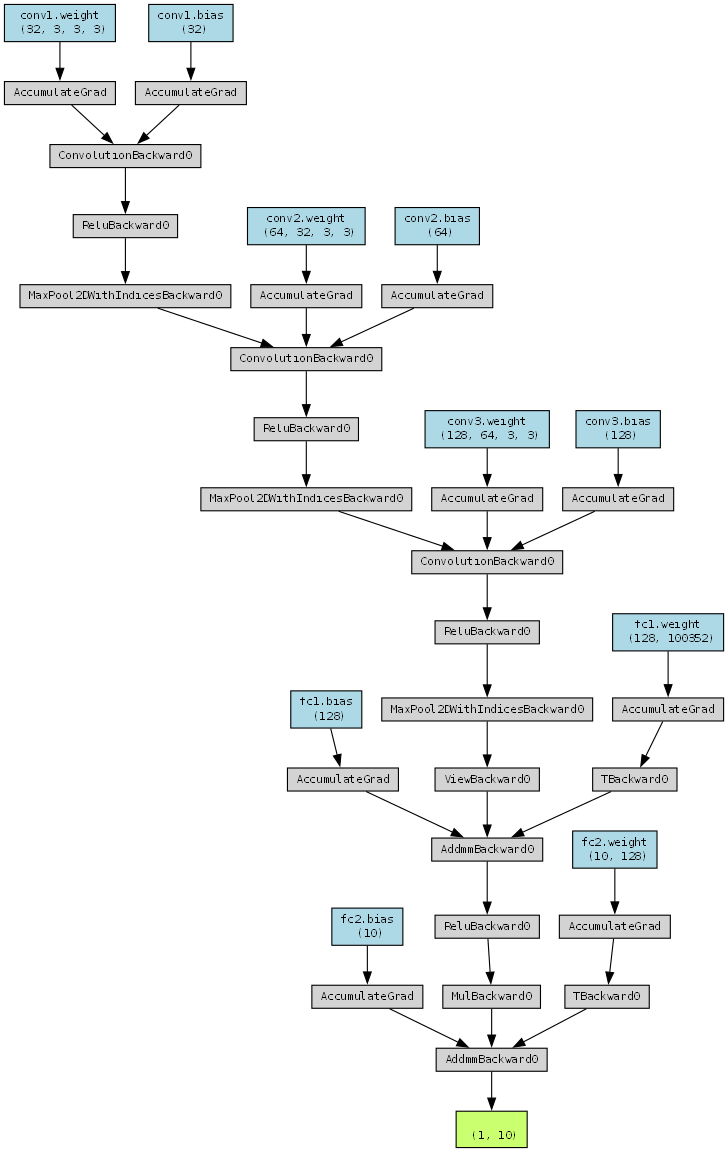 conv1.weight
(32, 3, 3, 3)
conv1.bias
(32)
AccumulateGrad
AccumulateGrad
ConvolutionBackward0
ReluBackward0
conv2.weight
(64, 32, 3, 3)
conv2.bias
(64)
MaxPool2DWithIndicesBackward0
AccumulateGrad
AccumulateGrad
ConvolutionBackward0
ReluBackward0
conv3.weight
(128, 64, 3, 3)
conv3.bias
(128)
MaxPool2DWithIndicesBackward0
AccumulateGrad
AccumulateGrad
ConvolutionBackward0
ReluBackward0
fc1.weight
(128, 100352)
fc1.bias
(128)
MaxPool2DWithIndicesBackward0
AccumulateGrad
AccumulateGrad
ViewBackward0
TBackward0
AddmmBackward0
fc2.weight
(10, 128)
fc2.bias
(10)
ReluBackward0
AccumulateGrad
AccumulateGrad
MulBackward0
TBackward0
AddmmBackward0
(1, 10)